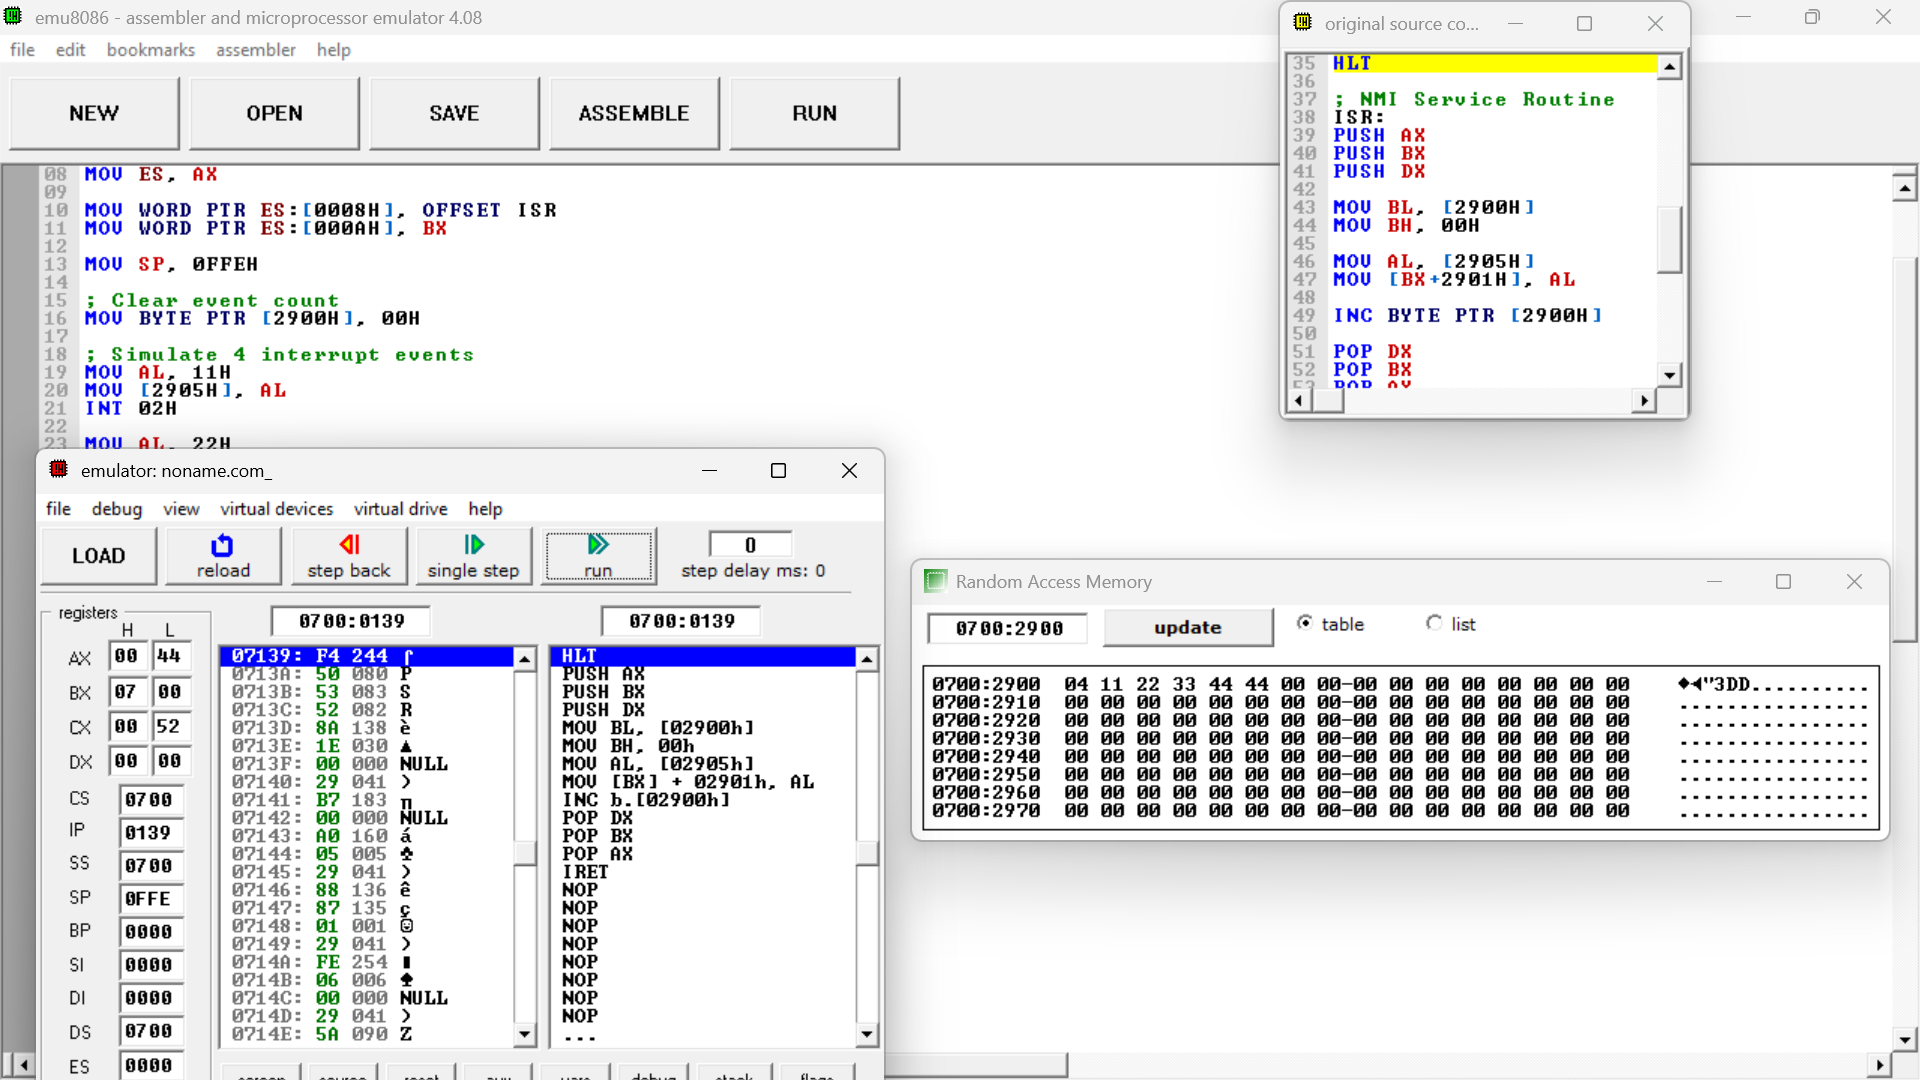 emu8086 - assembler and microprocessor emulator 4.08
file edit bookmarks assembler help
NEW OPEN SAVE ASSEMBLE RUN
08 MOV ES, AX
09
10 MOV WORD PTR ES:[0008H], OFFSET ISR
11 MOV WORD PTR ES:[000AH], BX
12
13 MOV SP, 0FFEH
14
15 ; Clear event count
16 MOV BYTE PTR [2900H], 00H
17
18 ; Simulate 4 interrupt events
19 MOV AL, 11H
20 MOV [2905H], AL
21 INT 02H
22
23 MOV AL, 22H
original source co...
35 HLT
36
37 ; NMI Service Routine
38 ISR:
39 PUSH AX
40 PUSH BX
41 PUSH DX
42
43 MOV BL, [2900H]
44 MOV BH, 00H
45
46 MOV AL, [2905H]
47 MOV [BX+2901H], AL
48
49 INC BYTE PTR [2900H]
50
51 POP DX
52 POP BX
53 POP AX
emulator: noname.com_
file debug view virtual devices virtual drive help
LOAD reload step back single step run 0
step delay ms: 0
registers
H L
AX 00 44
BX 07 00
CX 00 52
DX 00 00
CS 0700
IP 0139
SS 0700
SP 0FFE
BP 0000
SI 0000
DI 0000
DS 0700
ES 0000
0700:0139
07139: F4 244 ⌠
0713A: 50 080 P
0713B: 53 083 S
0713C: 52 082 R
0713D: 8A 138 è
0713E: 1E 030 ▲
0713F: 00 000 NULL
07140: 29 041 )
07141: B7 183 π
07142: 00 000 NULL
07143: A0 160 á
07144: 05 005 ♣
07145: 29 041 )
07146: 88 136 ê
07147: 87 135 ç
07148: 01 001 ☺
07149: 29 041 )
0714A: FE 254 ■
0714B: 06 006 ♠
0714C: 00 000 NULL
0714D: 29 041 )
0714E: 5A 090 Z
0700:0139
HLT
PUSH AX
PUSH BX
PUSH DX
MOV BL, [02900h]
MOV BH, 00h
MOV AL, [02905h]
MOV [BX] + 02901h, AL
INC b.[02900h]
POP DX
POP BX
POP AX
IRET
NOP
NOP
NOP
NOP
NOP
NOP
NOP
NOP
...
screen source reset aux vars debug stack flags
Random Access Memory
0700:2900 update table list
0700:2900 04 11 22 33 44 44 00 00-00 00 00 00 00 00 00 00 ♦◄"3DD..........
0700:2910 00 00 00 00 00 00 00 00-00 00 00 00 00 00 00 00 ................
0700:2920 00 00 00 00 00 00 00 00-00 00 00 00 00 00 00 00 ................
0700:2930 00 00 00 00 00 00 00 00-00 00 00 00 00 00 00 00 ................
0700:2940 00 00 00 00 00 00 00 00-00 00 00 00 00 00 00 00 ................
0700:2950 00 00 00 00 00 00 00 00-00 00 00 00 00 00 00 00 ................
0700:2960 00 00 00 00 00 00 00 00-00 00 00 00 00 00 00 00 ................
0700:2970 00 00 00 00 00 00 00 00-00 00 00 00 00 00 00 00 ................